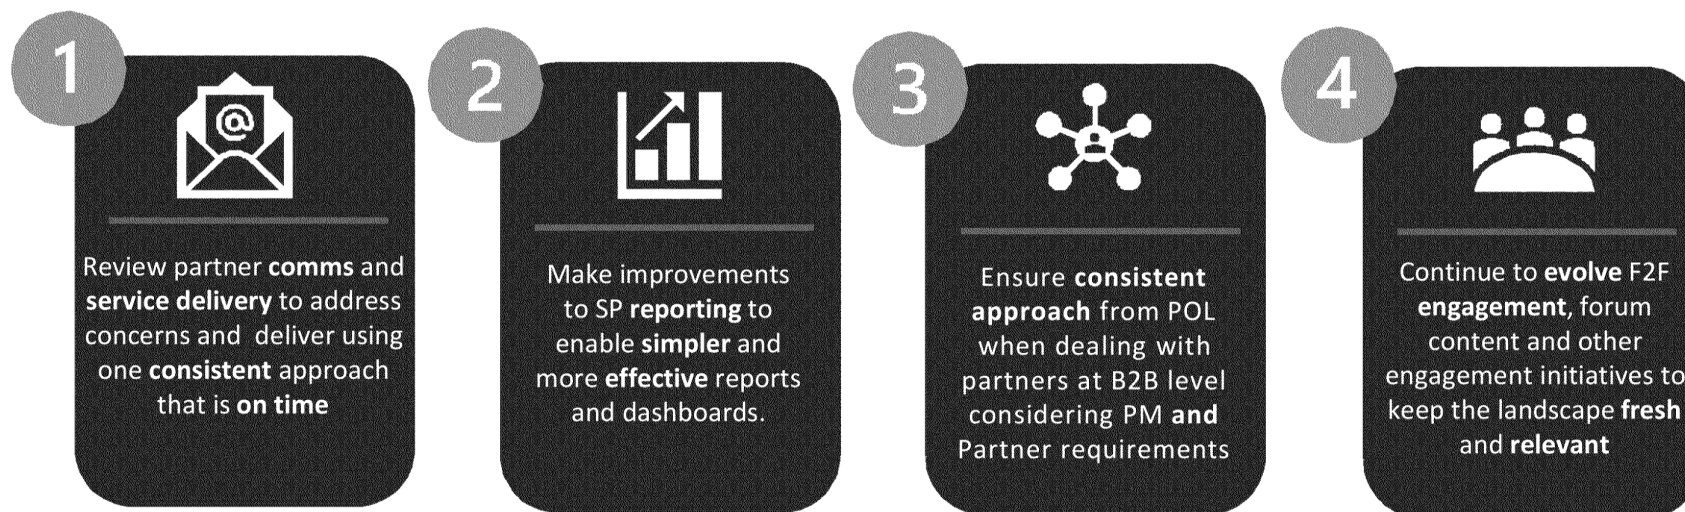 1
@
Review partner comms and
service delivery to address
concerns and deliver using
one consistent approach
that is on time
2
Make improvements
to SP reporting to
enable simpler and
more effective reports
and dashboards.
3
Ensure consistent
approach from POL
when dealing with
partners at B2B level
considering PM and
Partner requirements
4
Continue to evolve F2F
engagement, forum
content and other
engagement initiatives to
keep the landscape fresh
and relevant